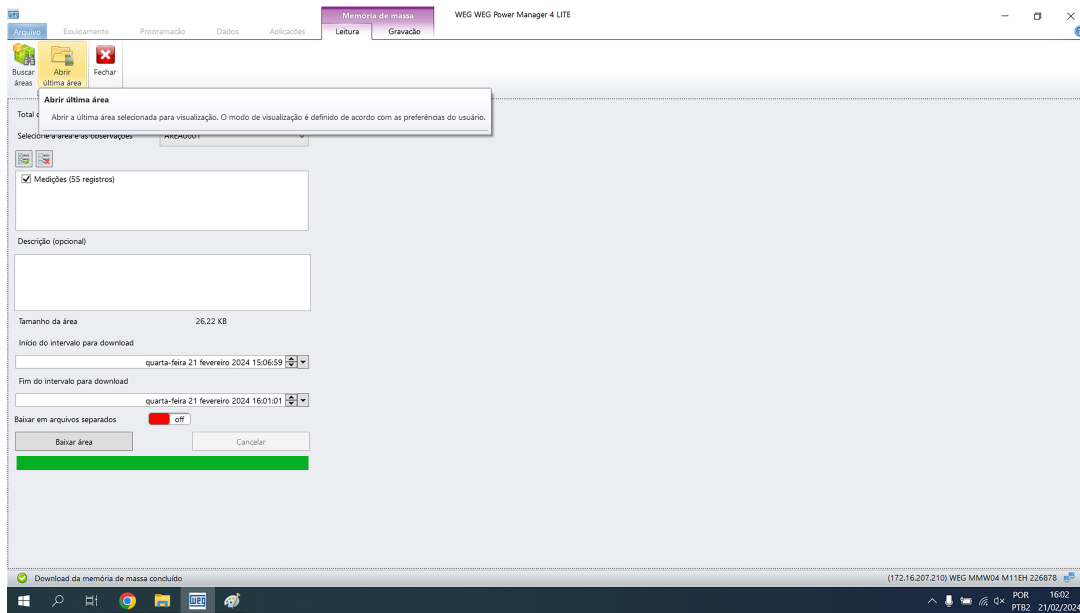 weg
Memória de massa
WEG WEG Power Manager 4 LITE
Arquivo Equipamento Programação Dados Aplicações Leitura Gravação
Buscar áreas
Abrir última área
Fechar
Abrir última área
Abrir a última área selecionada para visualização. O modo de visualização é definido de acordo com as preferências do usuário.
Total
Selecione a área e as observações AREA0001
Medições (55 registros)
Descrição (opcional)
Tamanho da área 26,22 KB
Início do intervalo para download
quarta-feira 21 fevereiro 2024 15:06:59
Fim do intervalo para download
quarta-feira 21 fevereiro 2024 16:01:01
Baixar em arquivos separados off
Baixar área Cancelar
Download da memória de massa concluído (172.16.207.210) WEG MMW04 M11EH 226878
weg
POR 16:02
PTB2 21/02/2024